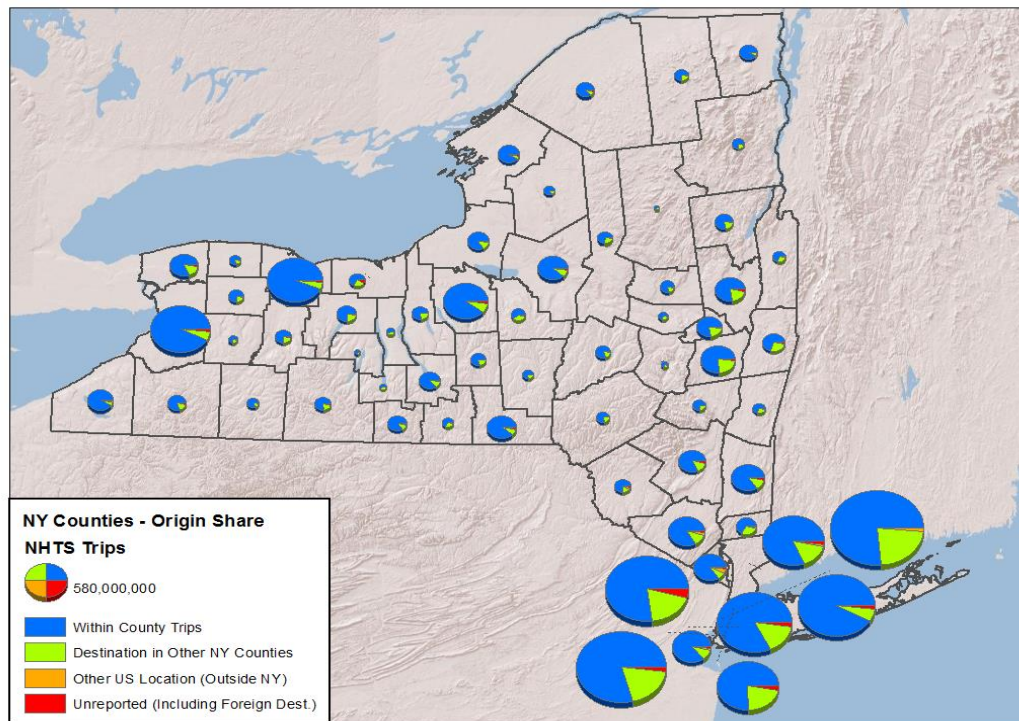 NY Counties - Origin Share
NHTS Trips
580,000,000
Within County Trips
Destination in Other NY Counties
Other US Location (Outside NY)
Unreported (Including Foreign Dest.)